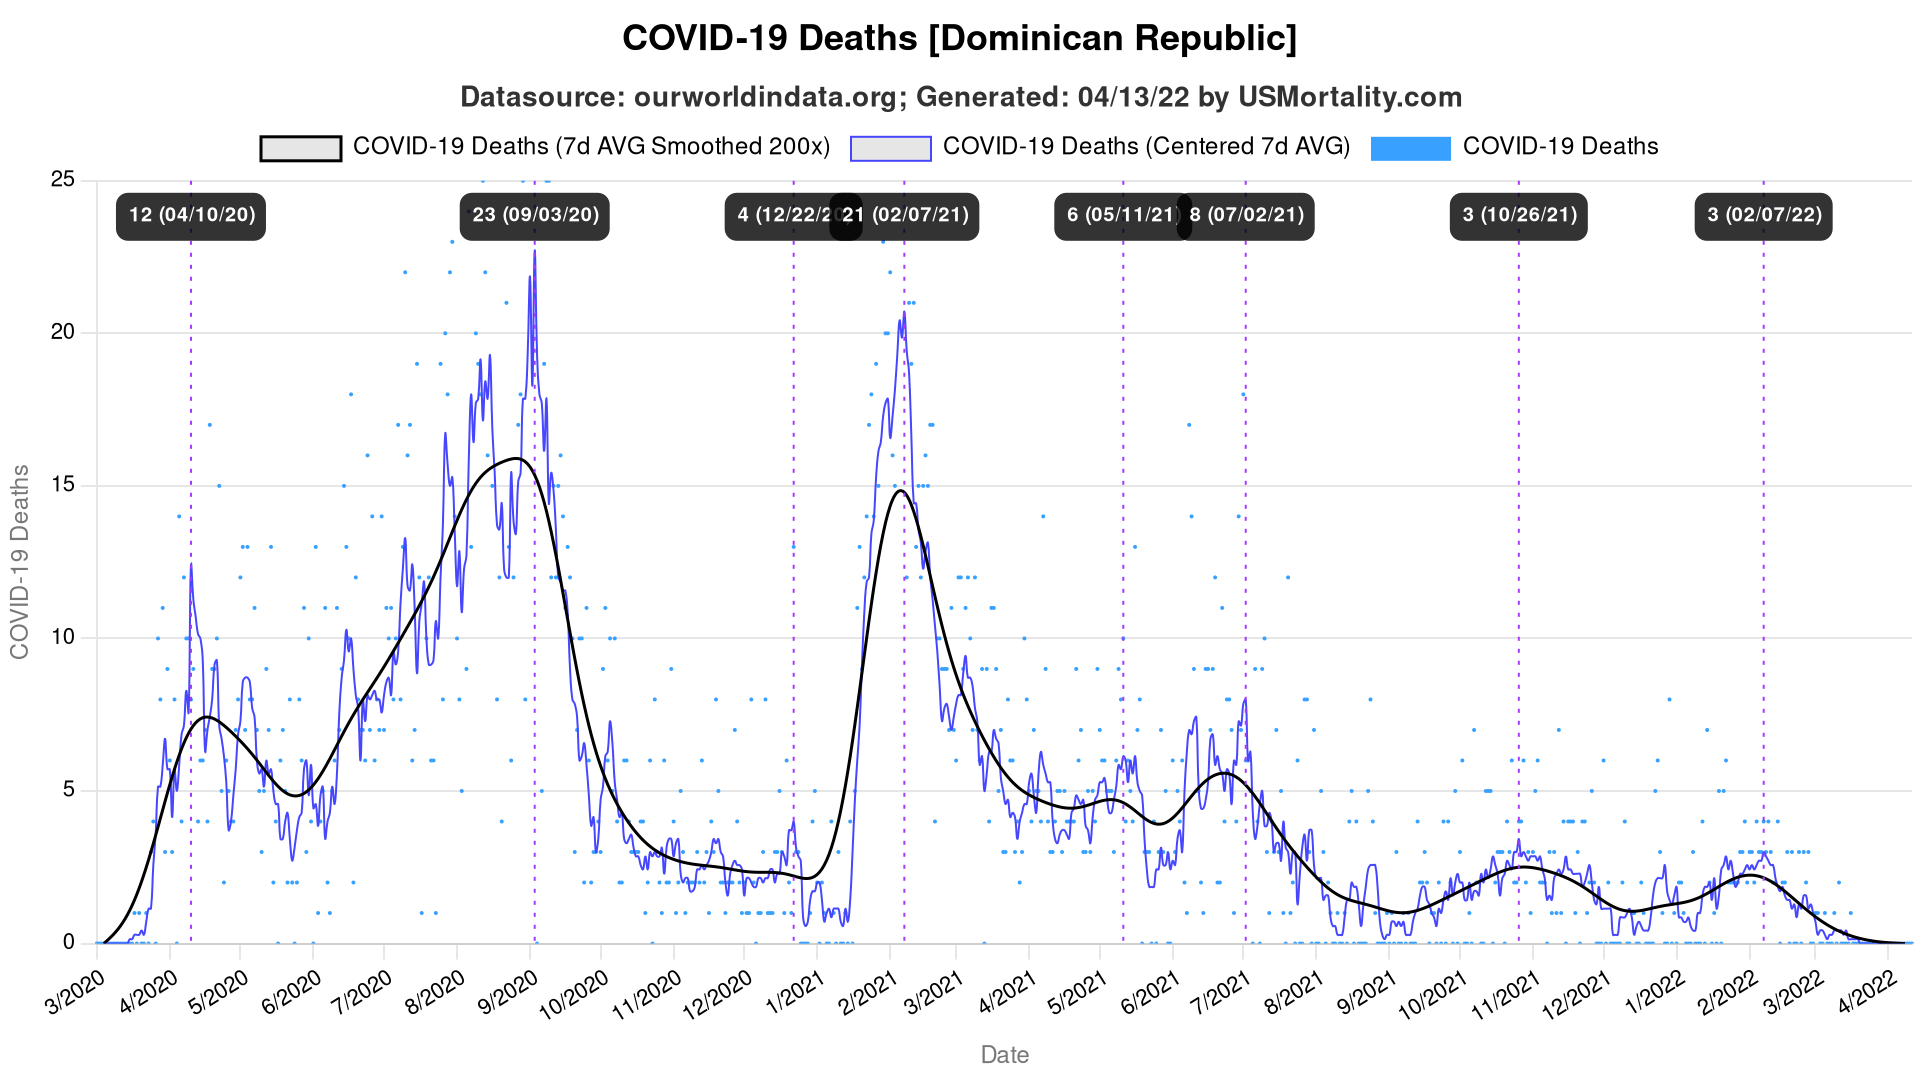 COVID-19 Deaths [Dominican Republic]
Datasource: ourworldindata.org; Generated: 04/13/22 by USMortality.com
COVID-19 Deaths (7d AVG Smoothed 200x) COVID-19 Deaths (Centered 7d AVG) COVID-19 Deaths
25
12 (04/10/20) 23 (09/03/20) 4 (12/22/20) 21 (02/07/21) 6 (05/11/21) 8 (07/02/21) 3 (10/26/21) 3 (02/07/22)
20
15
10
5
0
COVID-19 Deaths
3/2020 4/2020 5/2020 6/2020 7/2020 8/2020 9/2020 10/2020 11/2020 12/2020 1/2021 2/2021 3/2021 4/2021 5/2021 6/2021 7/2021 8/2021 9/2021 10/2021 11/2021 12/2021 1/2022 2/2022 3/2022 4/2022
Date